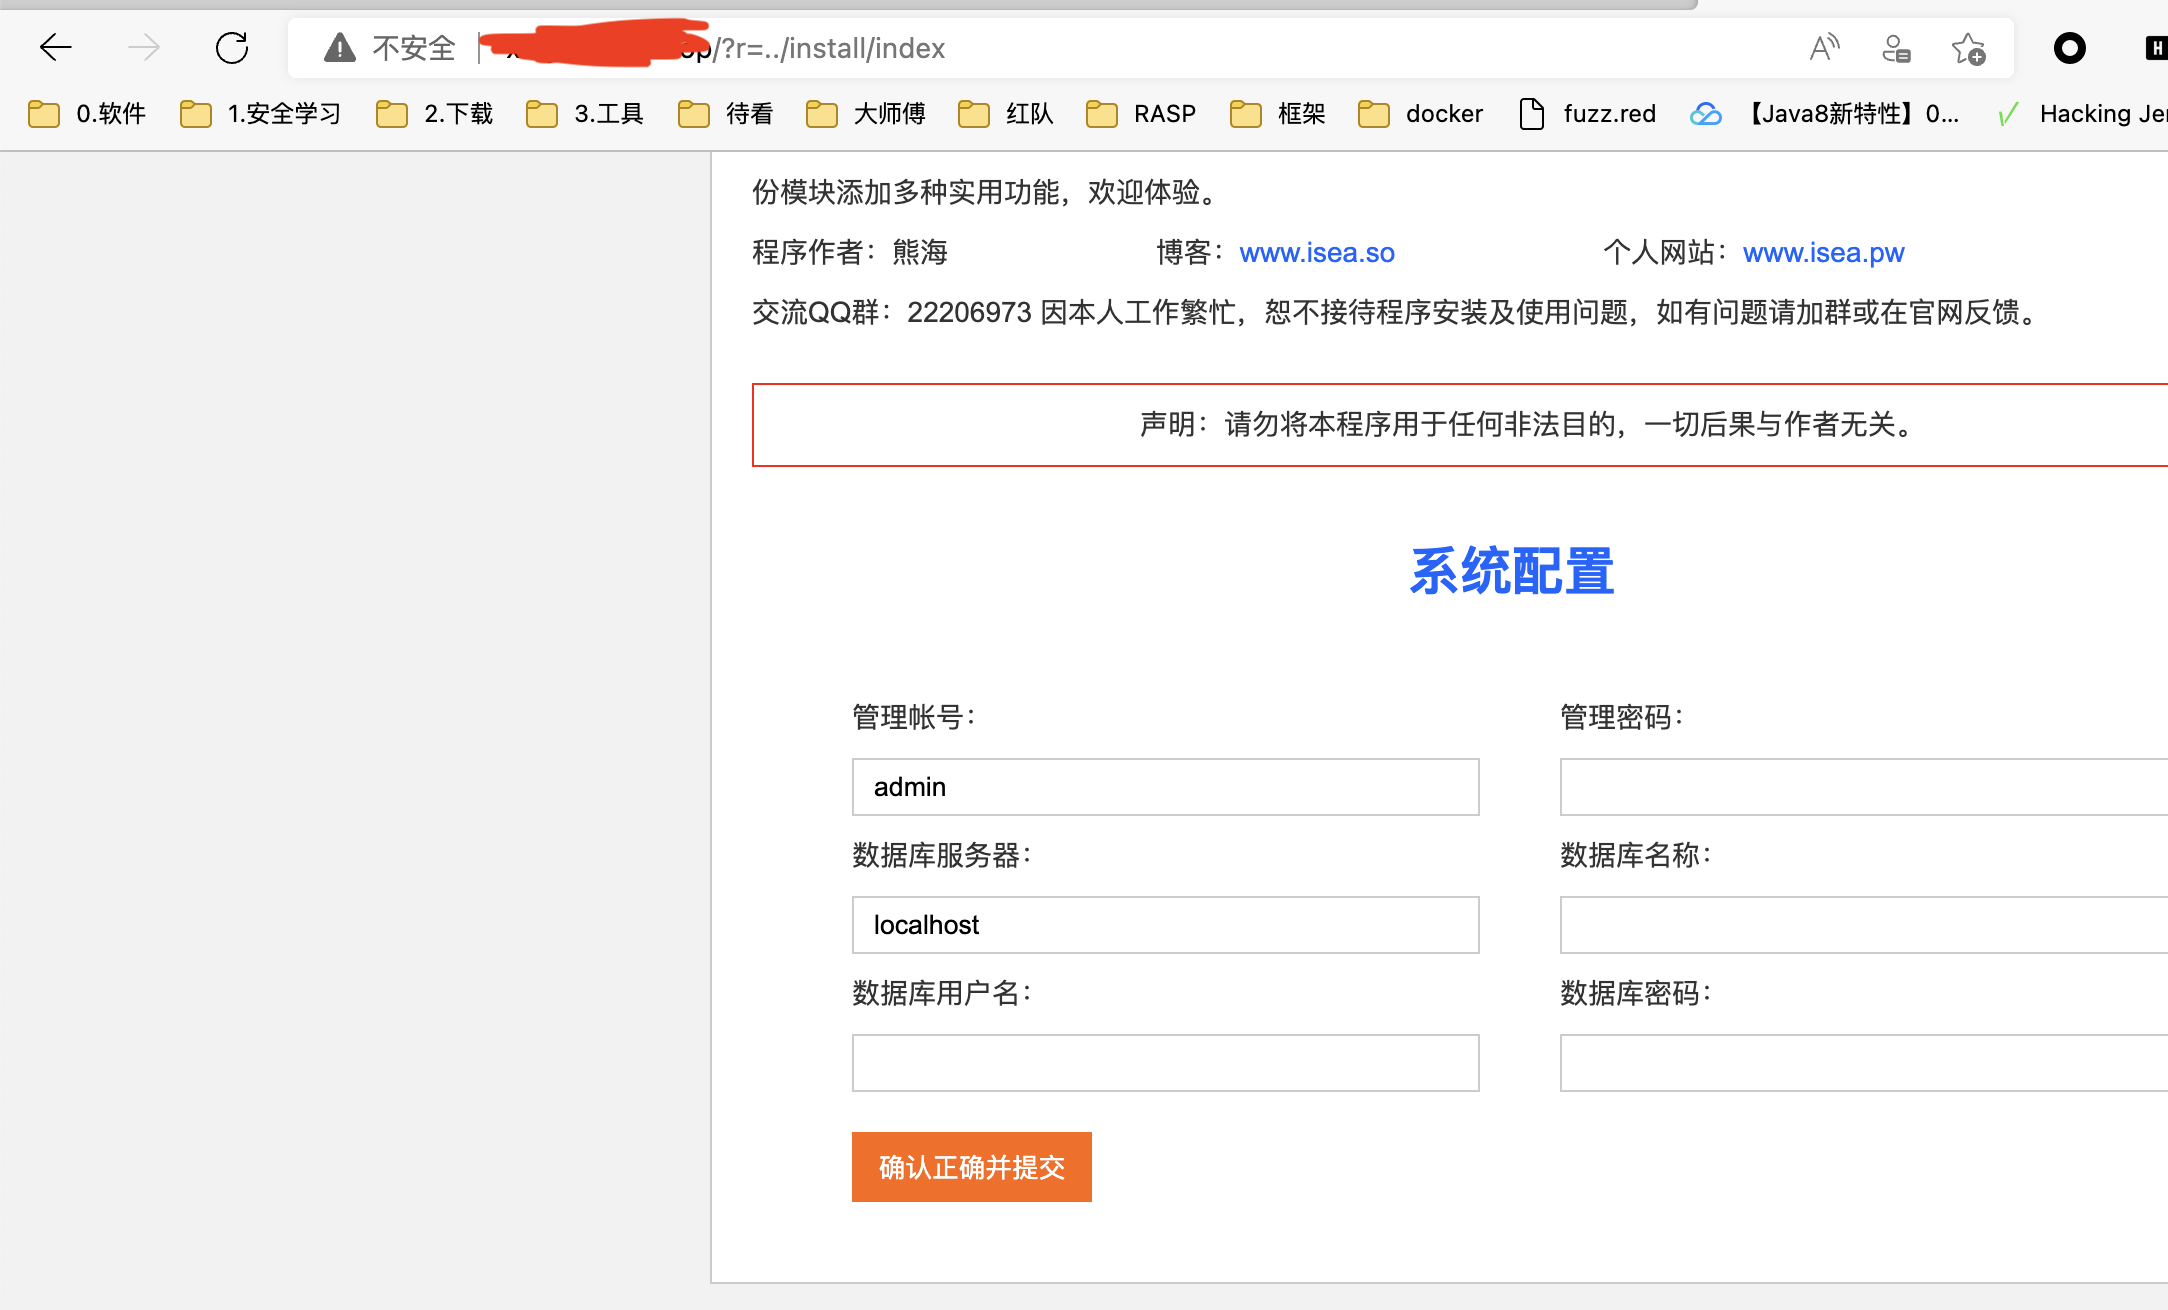 不安全 /?r=../install/index
0.软件 1.安全学习 2.下载 3.工具 待看 大师傅 红队 RASP 框架 docker fuzz.red 【Java8新特性】0... Hacking Jer
份模块添加多种实用功能，欢迎体验。
程序作者：熊海 博客：www.isea.so 个人网站：www.isea.pw
交流QQ群：22206973 因本人工作繁忙，恕不接待程序安装及使用问题，如有问题请加群或在官网反馈。
声明：请勿将本程序用于任何非法目的，一切后果与作者无关。
系统配置
管理帐号： 管理密码：
admin
数据库服务器： 数据库名称：
localhost
数据库用户名： 数据库密码：
确认正确并提交